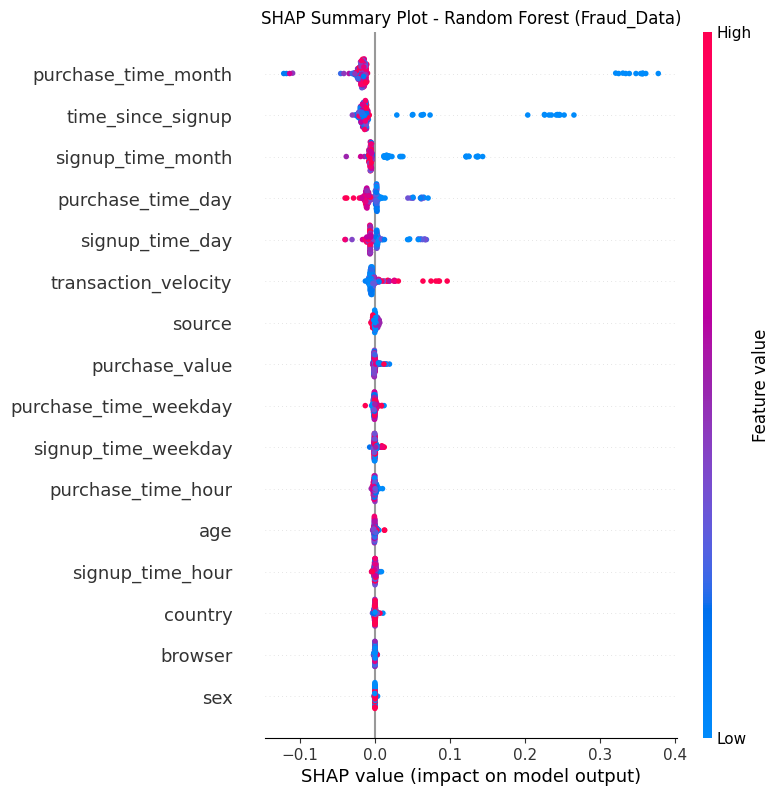 SHAP Summary Plot - Random Forest (Fraud_Data)
High
purchase_time_month
time_since_signup
signup_time_month
purchase_time_day
signup_time_day
transaction_velocity
source
purchase_value
purchase_time_weekday
signup_time_weekday
purchase_time_hour
age
signup_time_hour
country
browser
sex
Feature value
Low
−0.1 0.0 0.1 0.2 0.3 0.4
SHAP value (impact on model output)